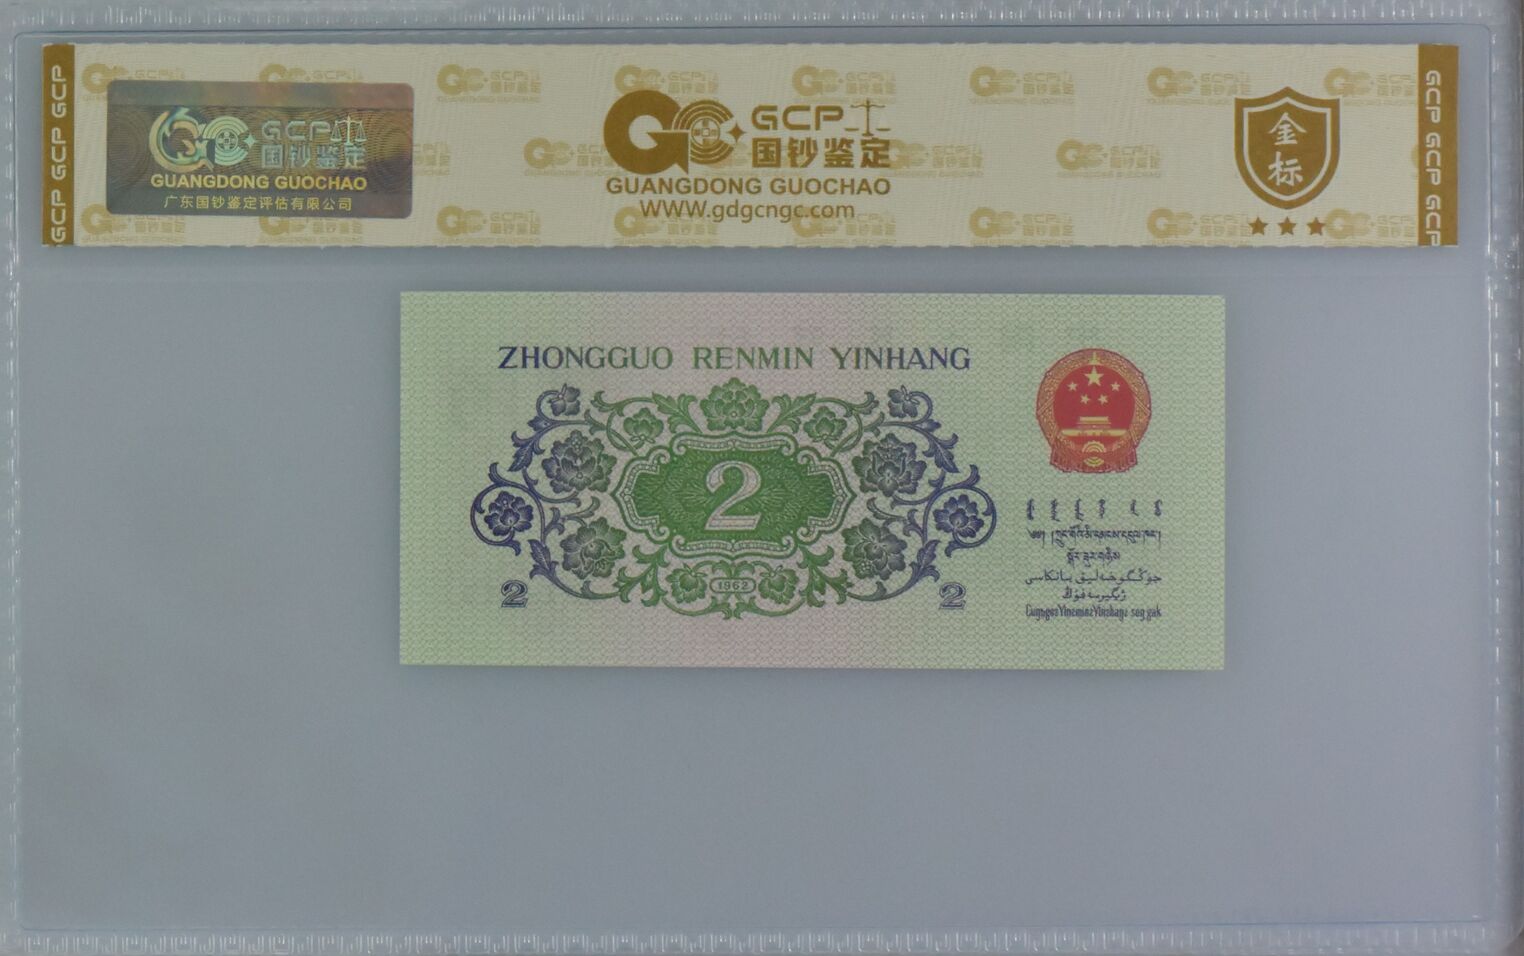 GCP GCP GCP
GCP
国钞鉴定
GUANGDONG GUOCHAO
广东国钞鉴定评估有限公司
GCP
国钞鉴定
GUANGDONG GUOCHAO
WWW.gdgcngc.com
金标
GCP GCP GCP
ZHONGGUO RENMIN YINHANG
2
1962
2
2